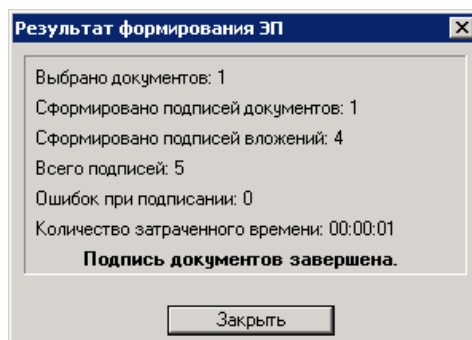 Результат формирования ЭП
Выбрано документов: 1
Сформировано подписей документов: 1
Сформировано подписей вложений: 4
Всего подписей: 5
Ошибок при подписании: 0
Количество затраченного времени: 00:00:01
Подпись документов завершена.
Закрыть